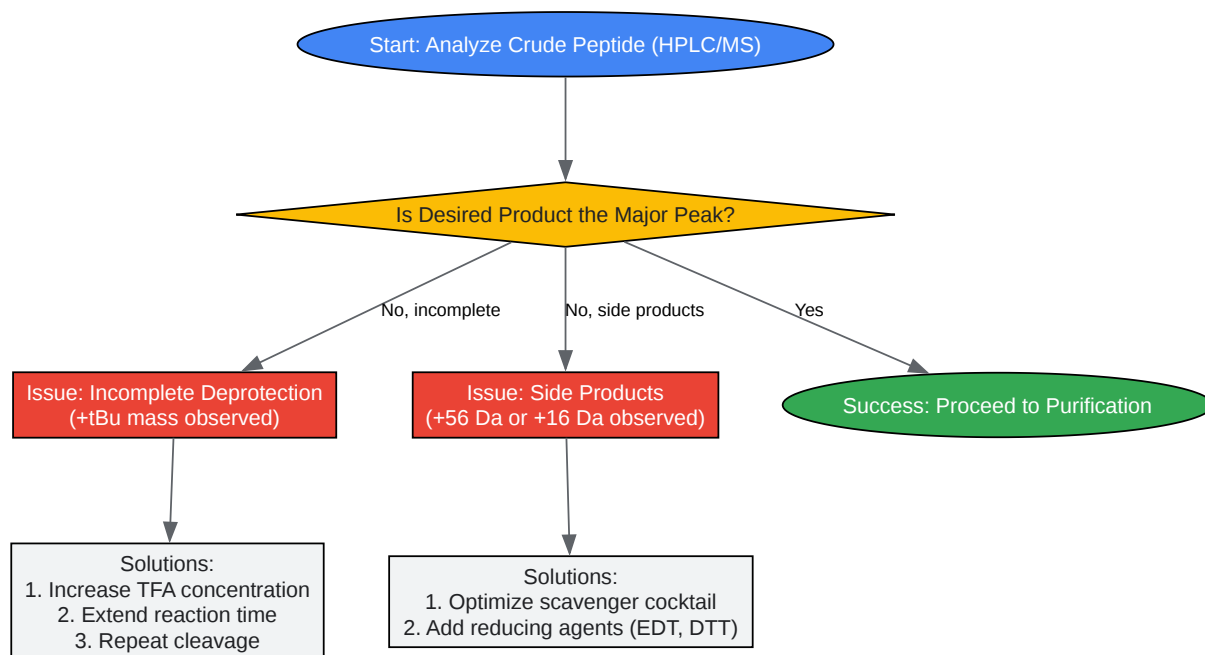 Start: Analyze Crude Peptide (HPLC/MS)
Is Desired Product the Major Peak?
No, incomplete
No, side products
Yes
Issue: Incomplete Deprotection
(+tBu mass observed)
Issue: Side Products
(+56 Da or +16 Da observed)
Success: Proceed to Purification
Solutions:
1. Increase TFA concentration
2. Extend reaction time
3. Repeat cleavage
Solutions:
1. Optimize scavenger cocktail
2. Add reducing agents (EDT, DTT)